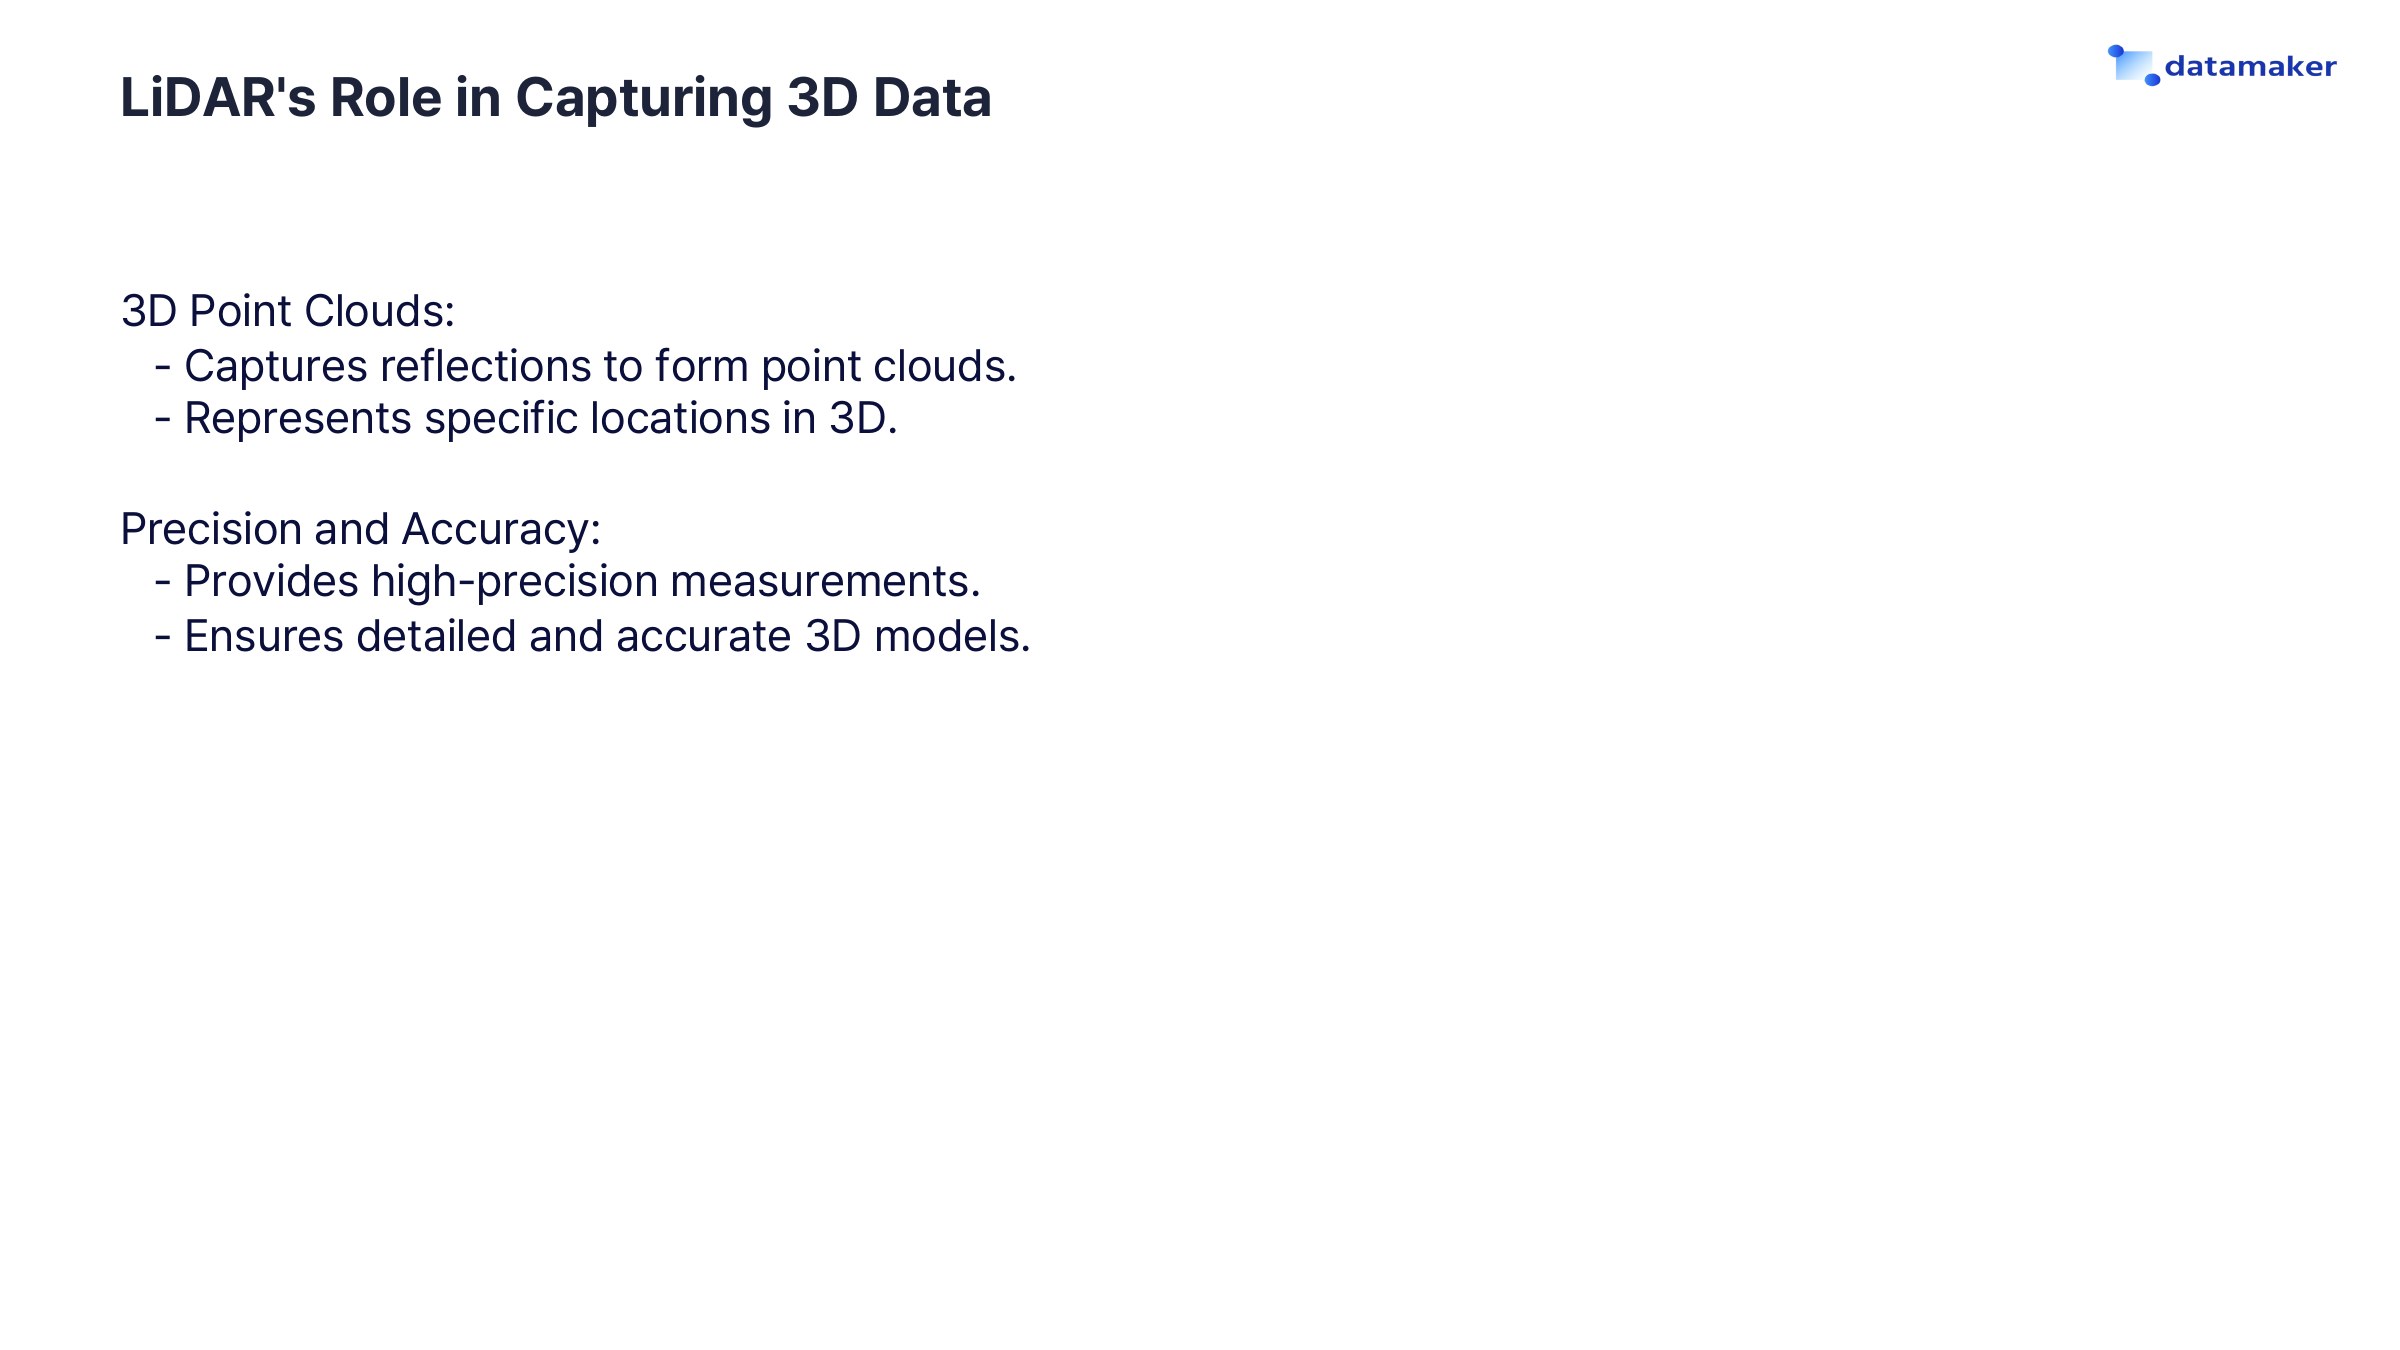 LiDAR's Role in Capturing 3D Data
datamaker
3D Point Clouds:
- Captures reflections to form point clouds.
- Represents specific locations in 3D.
Precision and Accuracy:
- Provides high-precision measurements.
- Ensures detailed and accurate 3D models.